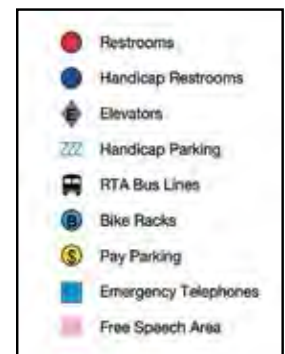 Restrooms
Handicap Restrooms
E Elevators
Handicap Parking
RTA Bus Lines
B Bike Racks
$ Pay Parking
Emergency Telephones
Free Speech Area